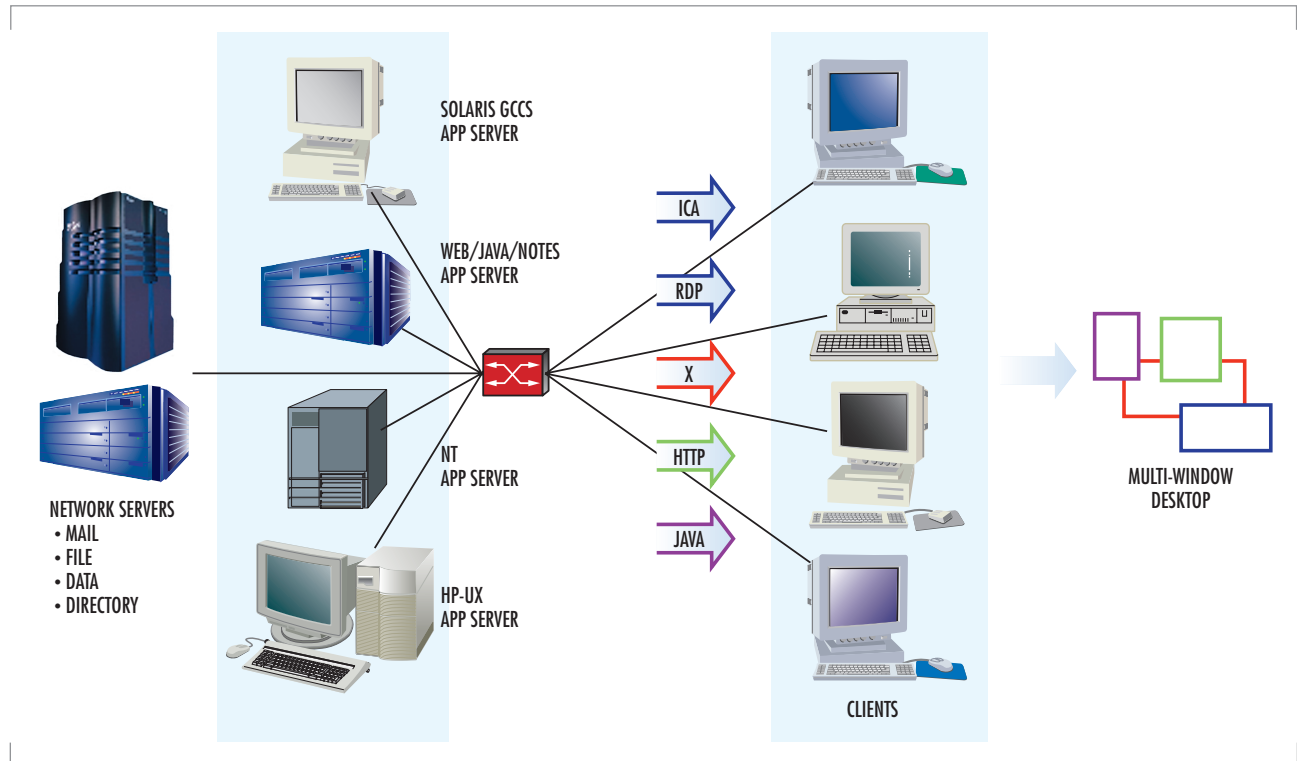 SOLARIS GCCS
APP SERVER
WEB/JAVA/NOTES
APP SERVER
NT
APP SERVER
HP-UX
APP SERVER
NETWORK SERVERS
• MAIL
• FILE
• DATA
• DIRECTORY
ICA
RDP
X
HTTP
JAVA
CLIENTS
MULTI-WINDOW
DESKTOP